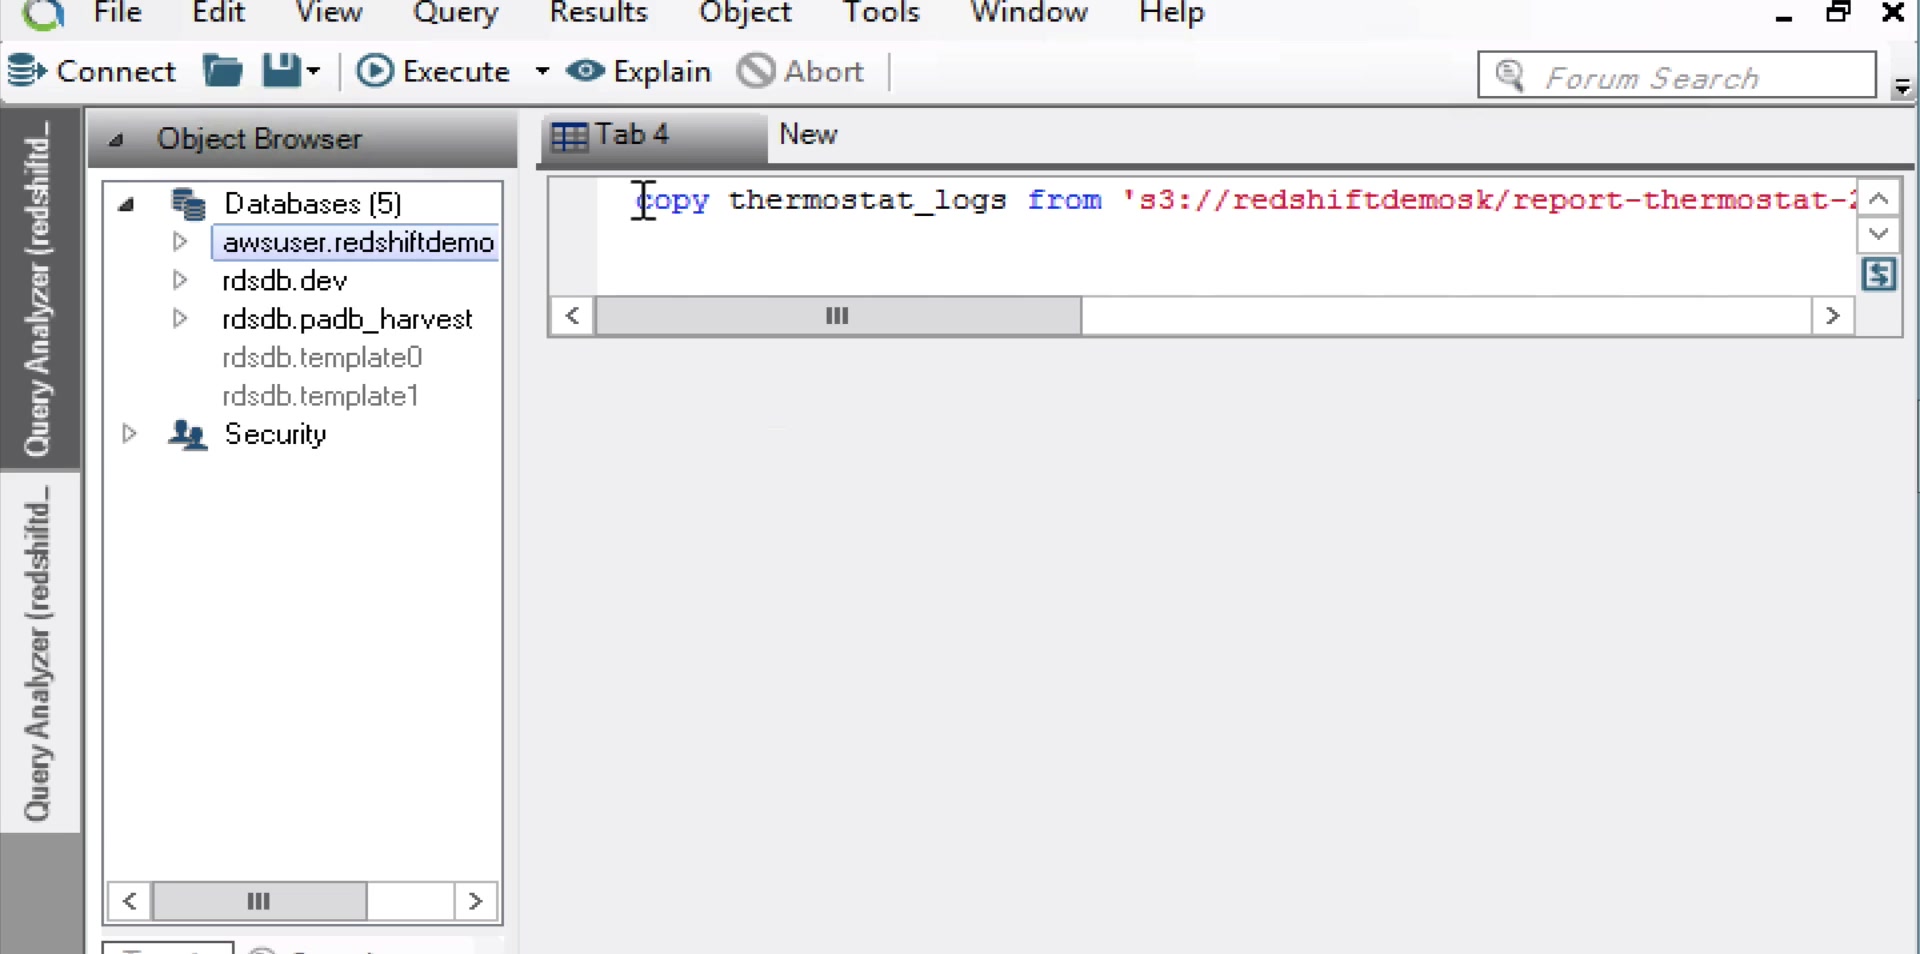 File Edit View Query Results Object Tools Window Help
Connect Execute Explain Abort Forum Search
Query Analyzer (redshiftd_
Query Analyzer (redshiftd_
Object Browser
Databases (5)
awsuser.redshiftdemo
rdsdb.dev
rdsdb.padb_harvest
rdsdb.template0
rdsdb.template1
Security
Tab 4 New
copy thermostat_logs from 's3://redshiftdemosk/report-thermostat-2